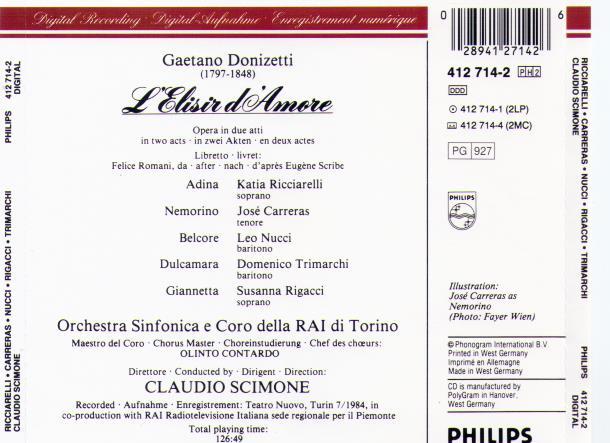 Digital Recording · Digital-Aufnahme · Enregistrement numérique
Gaetano Donizetti
(1797-1848)
L'Elisir d'Amore
Opera in due atti
in two acts · in zwei Akten · en deux actes
Libretto · livret:
Felice Romani, da · after · nach · d'après Eugène Scribe
Adina Katia Ricciarelli
soprano
Nemorino José Carreras
tenore
Belcore Leo Nucci
baritono
Dulcamara Domenico Trimarchi
baritono
Giannetta Susanna Rigacci
soprano
Orchestra Sinfonica e Coro della RAI di Torino
Maestro del Coro · Chorus Master · Choreinstudierung · Chef des chœurs:
OLINTO CONTARDO
Direttore · Conducted by · Dirigent · Direction:
CLAUDIO SCIMONE
Recorded · Aufnahme · Enregistrement: Teatro Nuovo, Turin 7/1984, in
co-production with RAI Radiotelevisione Italiana sede regionale per il Piemonte
Total playing time:
126:49
0 28941 27142 6
412 714-2 PH2
DDD
412 714-1 (2LP)
412 714-4 (2MC)
PG 927
PHILIPS
Illustration:
José Carreras as
Nemorino
(Photo: Fayer Wien)
© Phonogram International B.V.
Printed in West Germany
Imprimé en Allemagne
Made in West Germany
CD is manufactured by
PolyGram in Hanover,
West Germany
PHILIPS
RICCIARELLI • CARRERAS • NUCCI • RIGACCI • TRIMARCHI PHILIPS 412 714-2
CLAUDIO SCIMONE DIGITAL
RICCIARELLI • CARRERAS • NUCCI • RIGACCI • TRIMARCHI PHILIPS 412 714-2
CLAUDIO SCIMONE DIGITAL